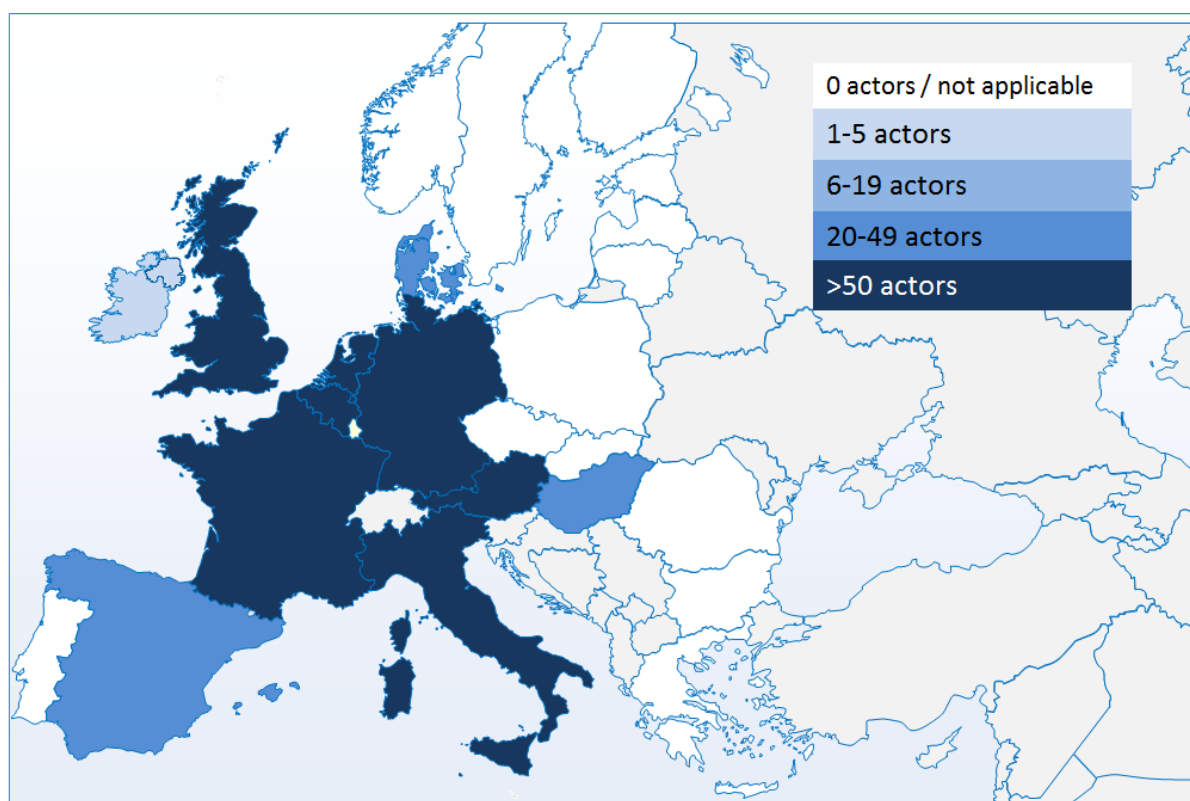 0 actors / not applicable
1-5 actors
6-19 actors
20-49 actors
>50 actors